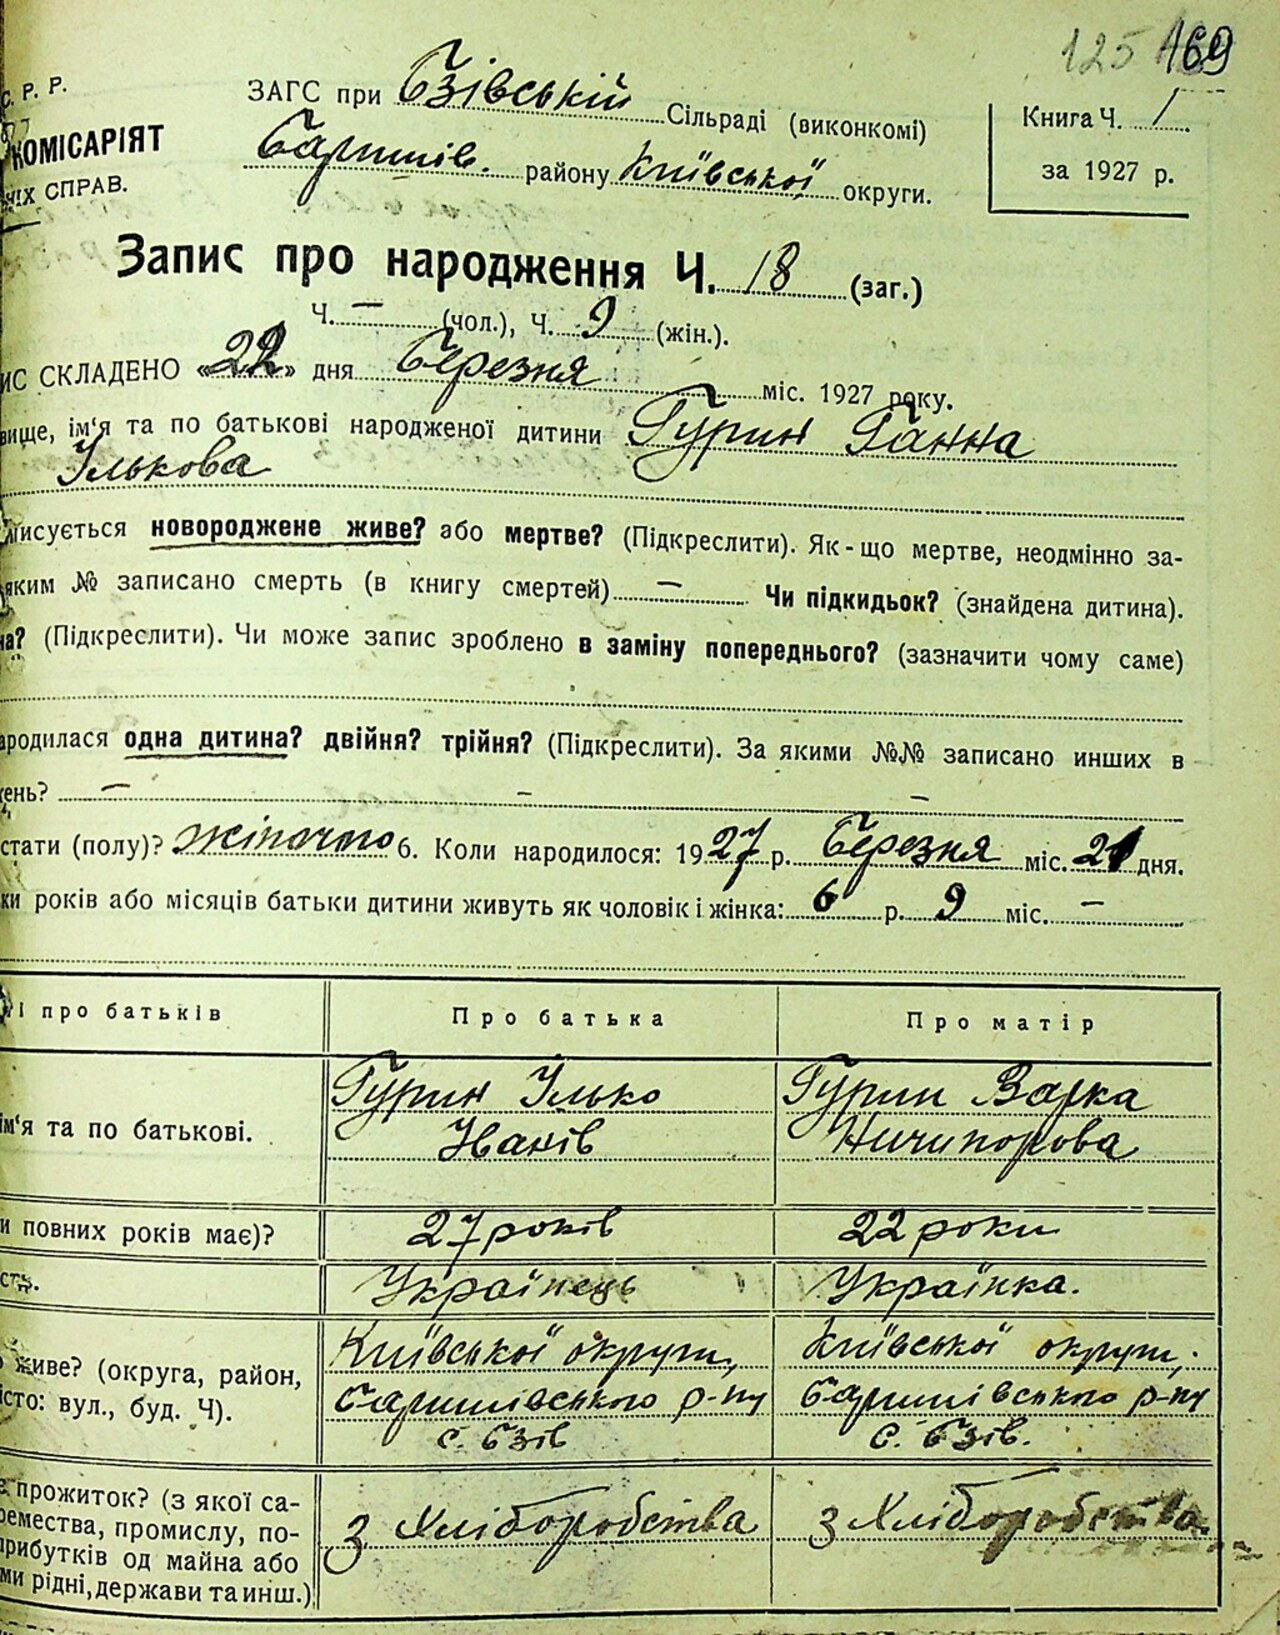 125 169
С. Р. Р.
КОМІСАРІЯТ
СПРАВ.
ЗАГС при Бзівській Сільраді (виконкомі)
Баришів. району Київської округи.
Книга Ч. 1
за 1927 р.
Запис про народження Ч. 18 (заг.)
Ч. — (чол.), Ч. 9 (жін.).
ИС СКЛАДЕНО «22» дня Березня міс. 1927 року.
вище, ім'я та по батькові народженої дитини Гурин Ганна
Ількова
писується новороджене живе? або мертве? (Підкреслити). Як-що мертве, неодмінно за-
яким № записано смерть (в книгу смертей) — Чи підкидьок? (знайдена дитина).
на? (Підкреслити). Чи може запис зроблено в заміну попереднього? (зазначити чому саме)
ародилася одна дитина? двійня? трійня? (Підкреслити). За якими №№ записано инших в
жень? — — —
стати (полу)? жіночого 6. Коли народилося: 1927 р. Березня міс. 21 дня.
ки років або місяців батьки дитини живуть як чоловік і жінка: 6 р. 9 міс. —
і про батьків Про батька Про матір
ім'я та по батькові. Гурин Ілько Гурин Варка
Іванів Ничипорова
и повних років має)? 27 років 22 роки
сть. Українець Українка.
живе? (округа, район, Київської округи, Київської округи,
істо: вул., буд. Ч). Баришівського р-ну Баришівського р-ну
с. Бзів с. Бзів.
прожиток? (з якої са-
ремества, промислу, по- З Хліборобства З Хліборобства
прибутків од майна або
ми рідні, держави та инш.)